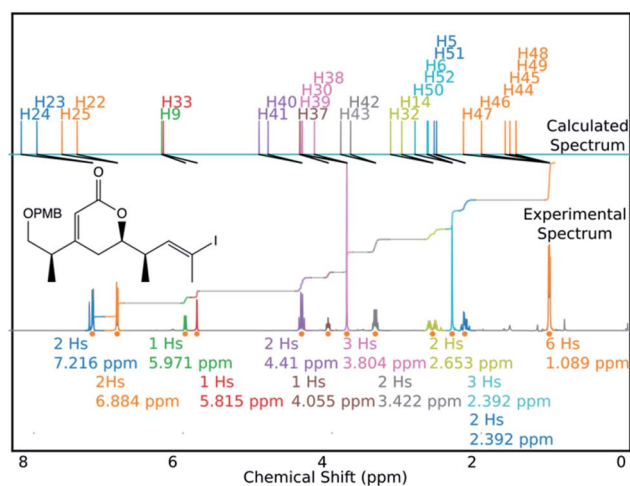 H5
H23 H22 H33 H40 H38 H42 H14 H6 H51 H48
H24 H25 H9 H41 H30 H43 H32 H52 H46 H49
H39 H50 H47 H45
H37 H44
Calculated
Spectrum
Experimental
Spectrum
O
O
OPMB
I
2 Hs
7.216 ppm
2Hs
6.884 ppm
1 Hs
5.971 ppm
1 Hs
5.815 ppm
2 Hs
4.41 ppm
1 Hs
4.055 ppm
3 Hs
3.804 ppm
2 Hs
3.422 ppm
2 Hs
2.653 ppm
3 Hs
2.392 ppm
2 Hs
2.392 ppm
6 Hs
1.089 ppm
8 6 4 2 0
Chemical Shift (ppm)